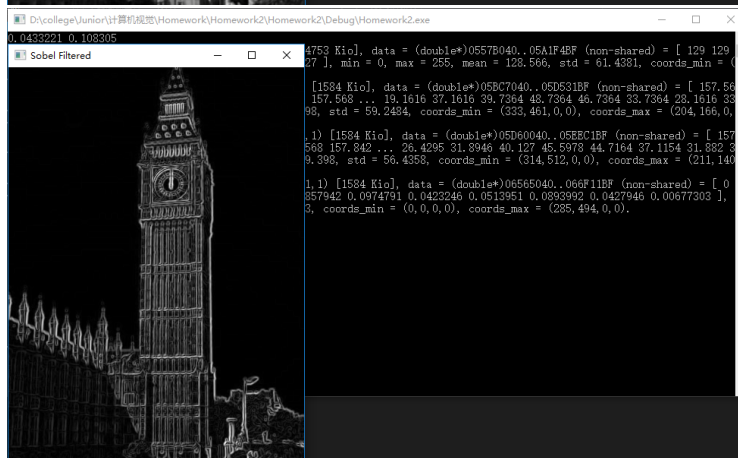 D:\college\Junior\计算机视觉\Homework\Homework2\Homework2\Debug\Homework2.exe
0.0433221 0.108305
Sobel Filtered
4753 Kio], data = (double*)0557B040..05A1F4BF (non-shared) = [ 129 129
27 ], min = 0, max = 255, mean = 128.566, std = 61.4381, coords_min = (
[1584 Kio], data = (double*)05BC7040..05D531BF (non-shared) = [ 157.56
157.568 ... 19.1616 37.1616 39.7364 48.7364 46.7364 33.7364 28.1616 33
98, std = 59.2484, coords_min = (333,461,0,0), coords_max = (204,166,0,
,1) [1584 Kio], data = (double*)05D60040..05EEC1BF (non-shared) = [ 157
568 157.842 ... 26.4295 31.8946 40.127 45.5978 44.7164 37.1154 31.882 3
9.398, std = 56.4358, coords_min = (314,512,0,0), coords_max = (211,140
1,1) [1584 Kio], data = (double*)06565040..066F11BF (non-shared) = [ 0
857942 0.0974791 0.0423246 0.0513951 0.0893992 0.0427946 0.00677303 ],
3, coords_min = (0,0,0,0), coords_max = (285,494,0,0).